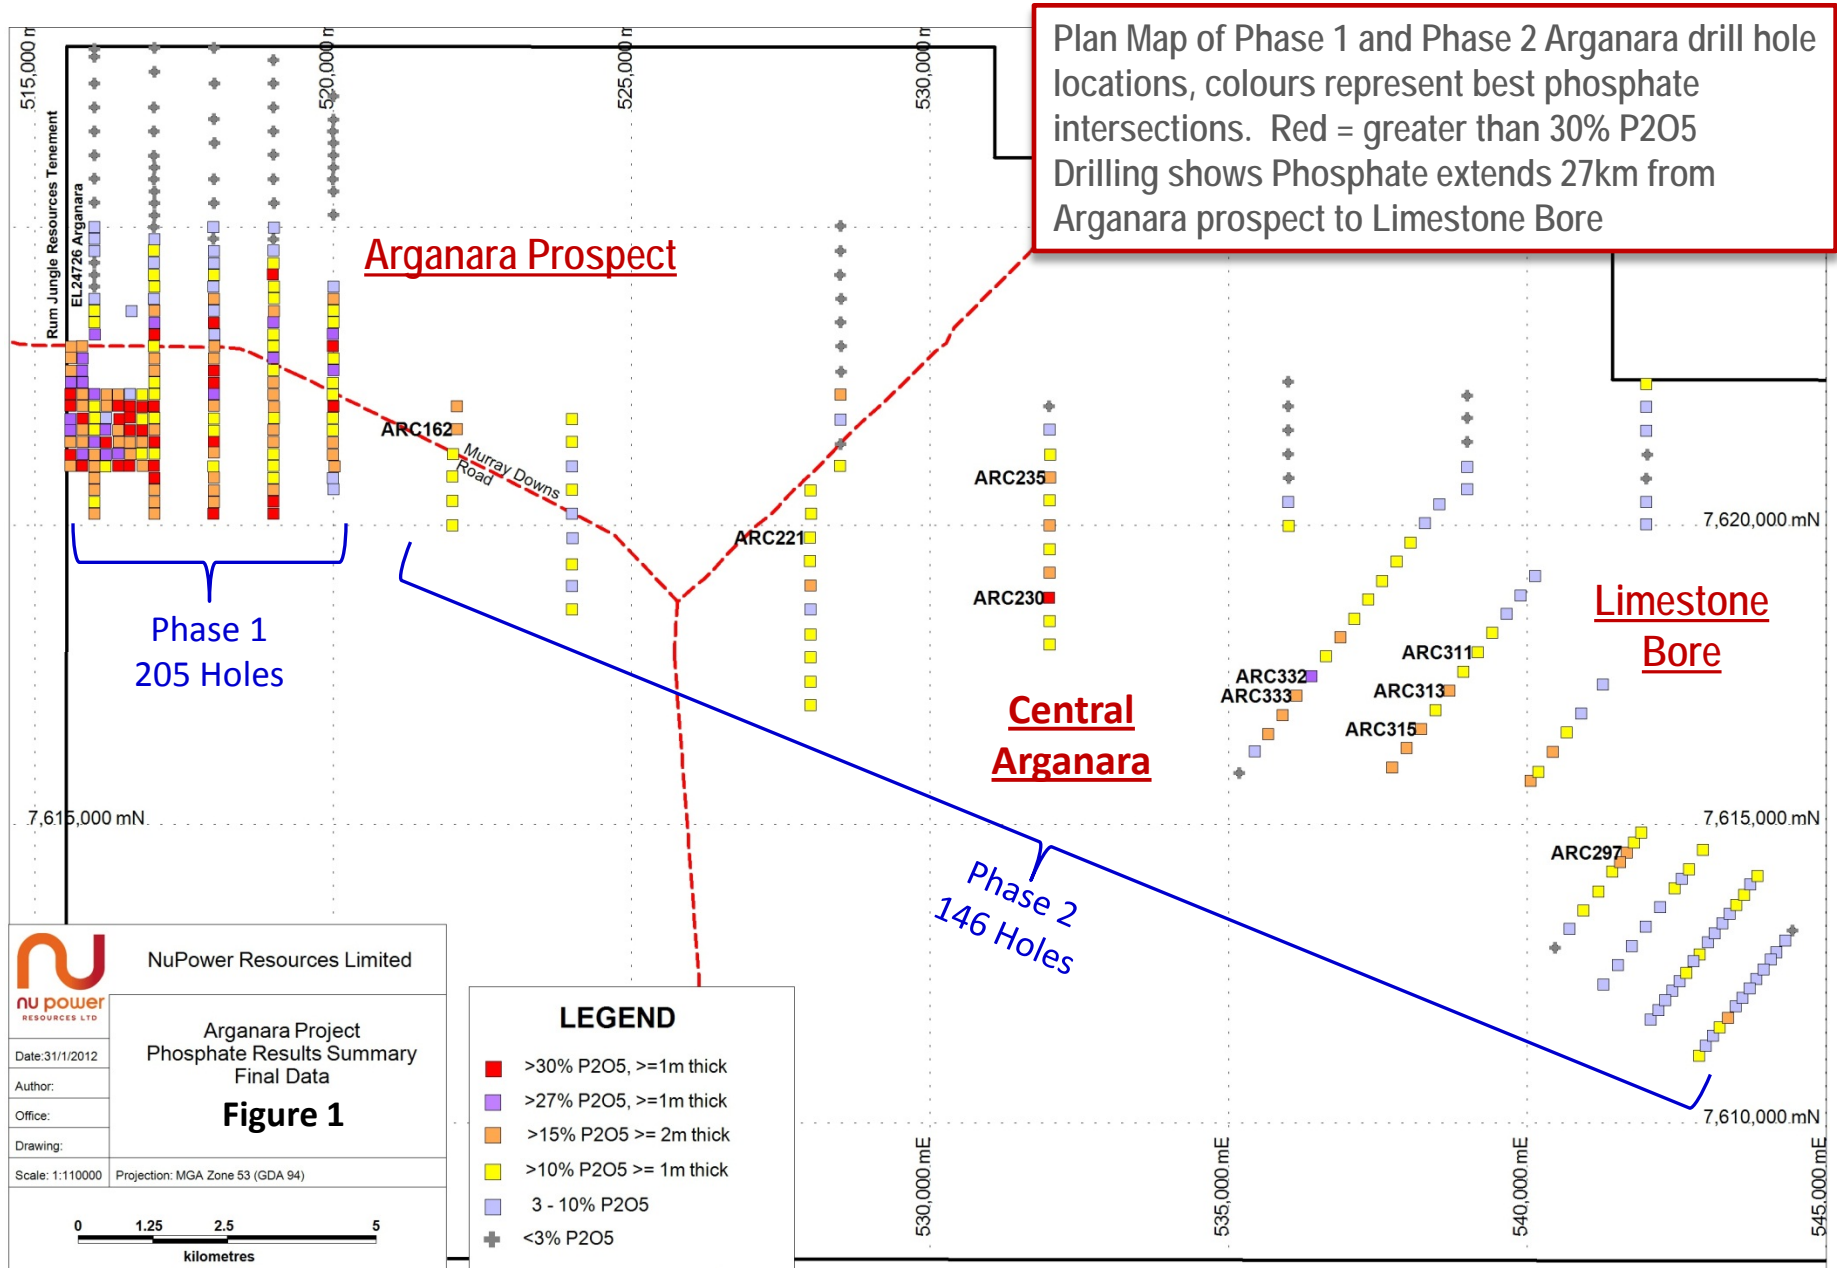 515,000 m
520,000 m
525,000 m
530,000 m
Plan Map of Phase 1 and Phase 2 Arganara drill hole
locations, colours represent best phosphate
intersections. Red = greater than 30% P2O5
Drilling shows Phosphate extends 27km from
Arganara prospect to Limestone Bore
Rum Jungle Resources Tenement
EL24726 Arganara
Arganara Prospect
ARC162
Murray Downs
Road
ARC235
ARC221
7,620,000 mN
ARC230
Limestone
Bore
Phase 1
205 Holes
ARC311
ARC332
ARC313
ARC333
Central
Arganara
ARC315
7,615,000 mN
7,615,000 mN
ARC297
Phase 2
146 Holes
nu power
RESOURCES LTD
NuPower Resources Limited
Arganara Project
Phosphate Results Summary
Final Data
Figure 1
Date:31/1/2012
Author:
Office:
Drawing:
Scale: 1:110000
Projection: MGA Zone 53 (GDA 94)
0 1.25 2.5 5
kilometres
LEGEND
>30% P2O5, >=1m thick
>27% P2O5, >=1m thick
>15% P2O5 >= 2m thick
>10% P2O5 >= 1m thick
3 - 10% P2O5
<3% P2O5
7,610,000 mN
530,000 mE
535,000 mE
540,000 mE
545,000 mE